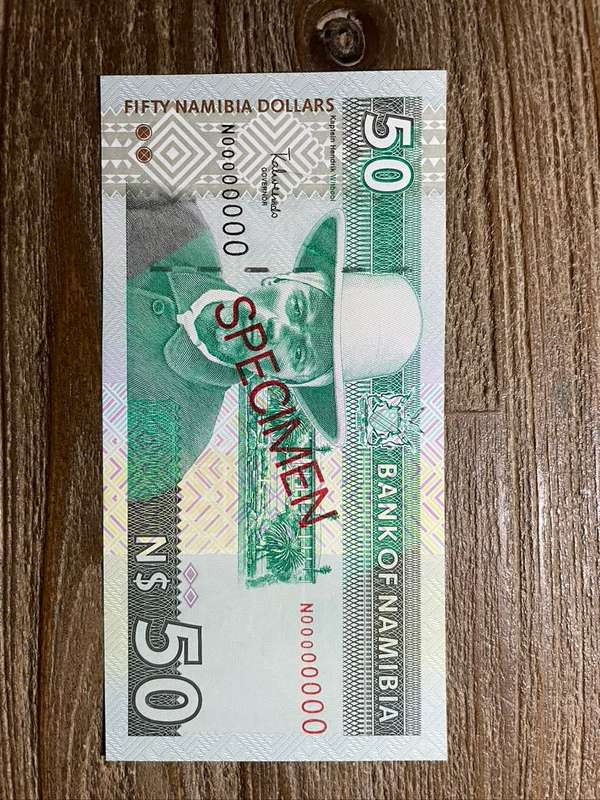 50
BANK OF NAMIBIA
Kaptein Hendrik Witbooi
N00000000
GOVERNOR
N00000000
SPECIMEN
FIFTY NAMIBIA DOLLARS
N$ 50